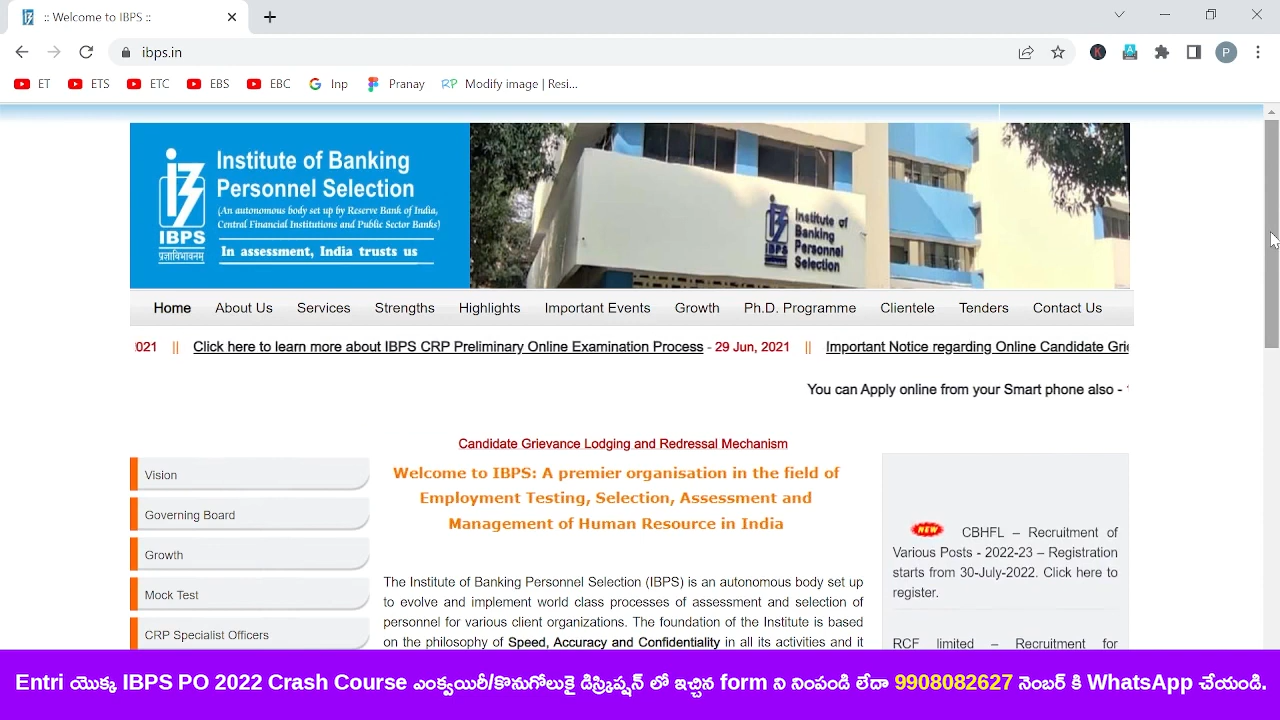 :: Welcome to IBPS ::
ibps.in
ET ETS ETC EBS EBC Inp Pranay Modify image | Resi...
Institute of Banking
Personnel Selection
(An autonomous body set up by Reserve Bank of India,
Central Financial Institutions and Public Sector Banks)
In assessment, India trusts us
IBPS
प्रज्ञाविभावनम्
Institute of
Banking
Personnel
Selection
IBPS
Home About Us Services Strengths Highlights Important Events Growth Ph.D. Programme Clientele Tenders Contact Us
2021 || Click here to learn more about IBPS CRP Preliminary Online Examination Process - 29 Jun, 2021 || Important Notice regarding Online Candidate Gri
You can Apply online from your Smart phone also -
Candidate Grievance Lodging and Redressal Mechanism
Welcome to IBPS: A premier organisation in the field of
Employment Testing, Selection, Assessment and
Management of Human Resource in India
Vision
Governing Board
Growth
Mock Test
CRP Specialist Officers
The Institute of Banking Personnel Selection (IBPS) is an autonomous body set up
to evolve and implement world class processes of assessment and selection of
personnel for various client organizations. The foundation of the Institute is based
on the philosophy of Speed, Accuracy and Confidentiality in all its activities and it
NEW CBHFL – Recruitment of
Various Posts - 2022-23 – Registration
starts from 30-July-2022. Click here to
register.
RCF limited – Recruitment for
Entri యొక్క IBPS PO 2022 Crash Course ఎంక్వయిరీ/కొనుగోలుకై డిస్క్రిప్షన్ లో ఇచ్చిన form ని నింపండి లేదా 9908082627 నెంబర్ కి WhatsApp చేయండి.